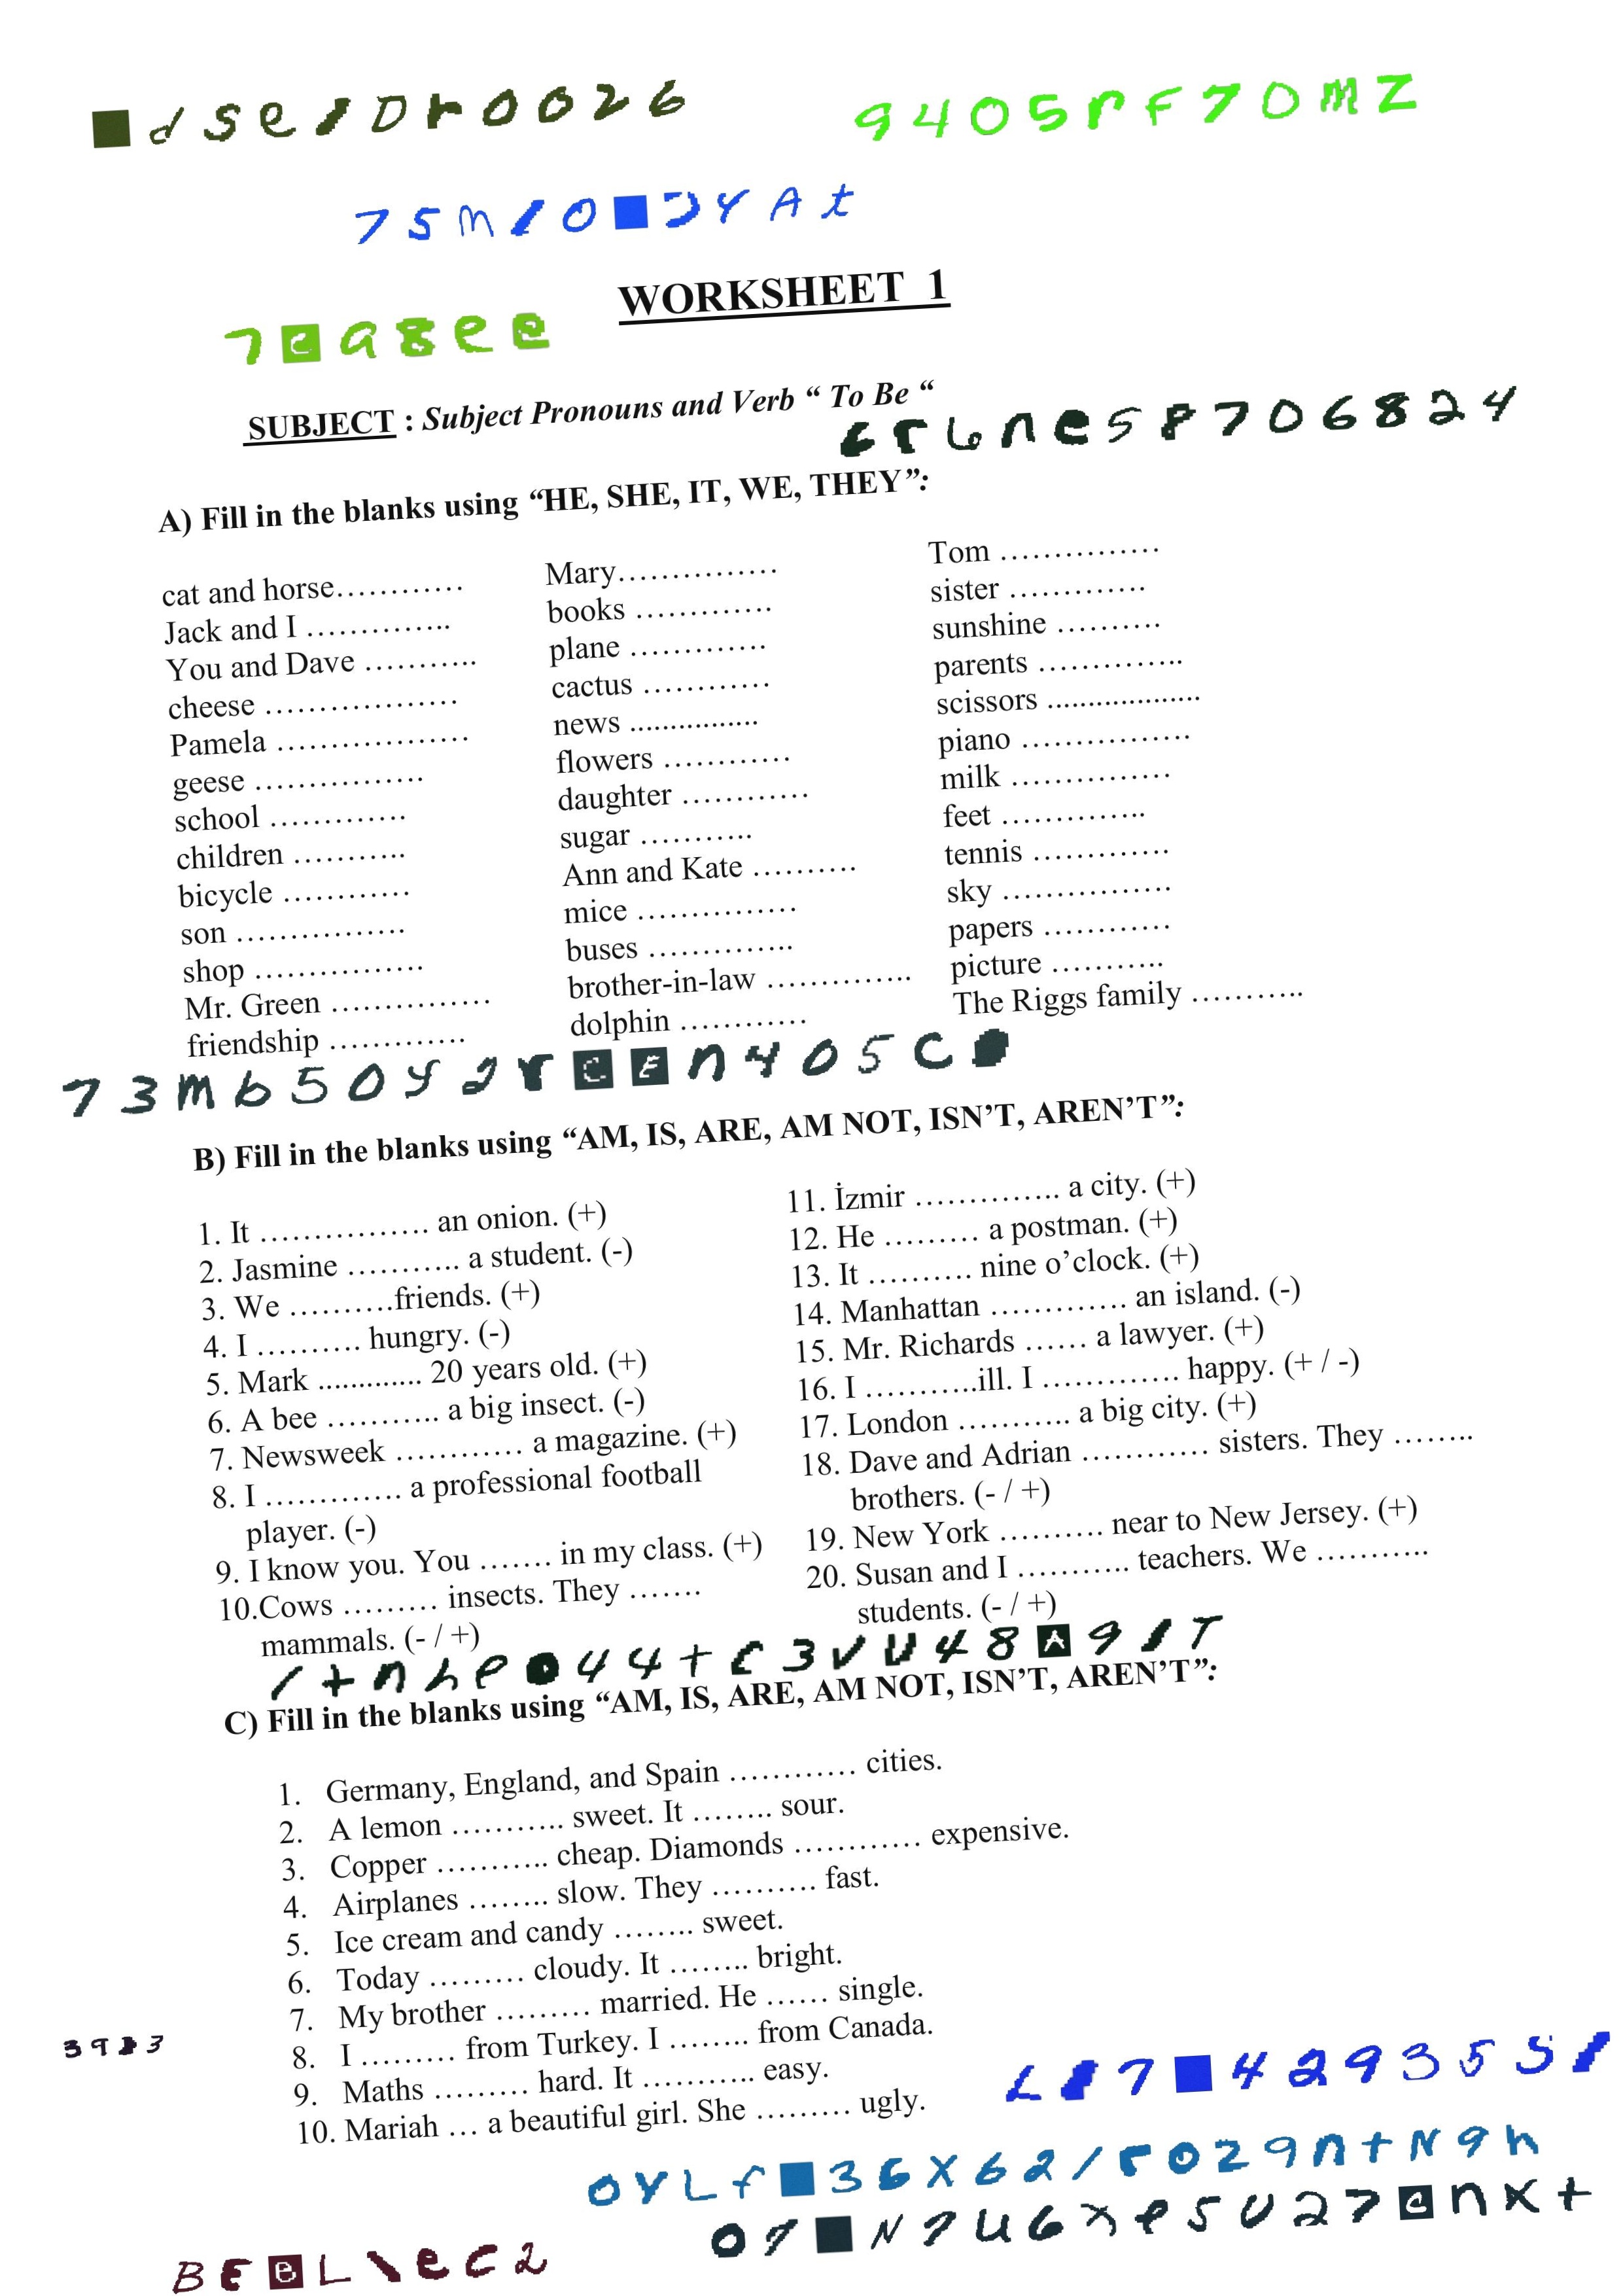 WORKSHEET 1
SUBJECT : Subject Pronouns and Verb “ To Be “
A) Fill in the blanks using “HE, SHE, IT, WE, THEY”:
cat and horse…………
Jack and I …………..
You and Dave ………..
cheese ………………
Pamela ………………
geese …………….
school ………….
children ………..
bicycle …………
son …………….
shop …………….
Mr. Green ……………
friendship ………….
Mary……………
books ………….
plane ………….
cactus …………
news ................
flowers …………
daughter …………
sugar ………..
Ann and Kate ……….
mice ……………
buses …………..
brother-in-law …………..
dolphin …………
Tom ……………
sister ………….
sunshine ……….
parents …………..
scissors ...................
piano …………….
milk ……………
feet …………..
tennis ………….
sky …………….
papers …………
picture ………..
The Riggs family ………..
B) Fill in the blanks using “AM, IS, ARE, AM NOT, ISN’T, AREN’T”:
1. It ……………. an onion. (+)
2. Jasmine ……….. a student. (-)
3. We ……….friends. (+)
4. I ………. hungry. (-)
5. Mark ............. 20 years old. (+)
6. A bee ……….. a big insect. (-)
7. Newsweek ………… a magazine. (+)
8. I …………. a professional football
player. (-)
9. I know you. You ……. in my class. (+)
10.Cows ……… insects. They …….
mammals. (- / +)
11. İzmir ………….. a city. (+)
12. He ……… a postman. (+)
13. It ………. nine o’clock. (+)
14. Manhattan …………. an island. (-)
15. Mr. Richards …… a lawyer. (+)
16. I ………..ill. I …………. happy. (+ / -)
17. London ……….. a big city. (+)
18. Dave and Adrian ………… sisters. They ……..
brothers. (- / +)
19. New York ………. near to New Jersey. (+)
20. Susan and I ……….. teachers. We ………..
students. (- / +)
C) Fill in the blanks using “AM, IS, ARE, AM NOT, ISN’T, AREN’T”:
1. Germany, England, and Spain ………… cities.
2. A lemon ……….. sweet. It …….. sour.
3. Copper ……….. cheap. Diamonds ………… expensive.
4. Airplanes …….. slow. They ………. fast.
5. Ice cream and candy …….. sweet.
6. Today ……… cloudy. It …….. bright.
7. My brother ……… married. He …… single.
8. I ……… from Turkey. I …….. from Canada.
9. Maths ……… hard. It ……….. easy.
10. Mariah … a beautiful girl. She ……… ugly.